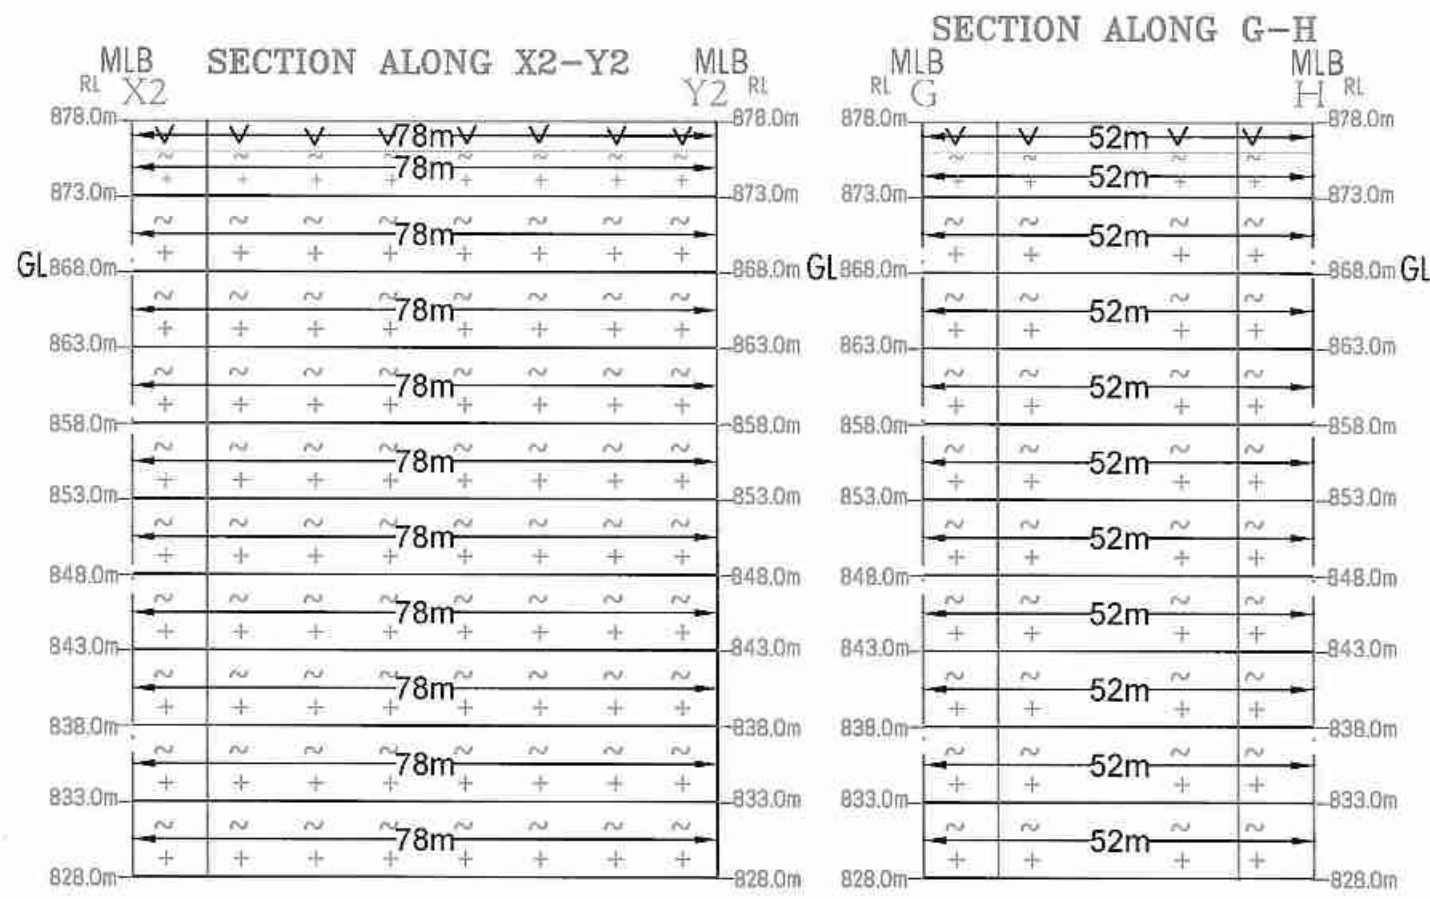 SECTION ALONG X2-Y2
MLB
MLB
RL
X2
Y2
RL
878.0m
78m
878.0m
78m
873.0m
873.0m
78m
GL
868.0m
868.0m
78m
863.0m
863.0m
78m
858.0m
858.0m
78m
853.0m
853.0m
78m
848.0m
848.0m
78m
843.0m
843.0m
78m
838.0m
838.0m
78m
833.0m
833.0m
78m
828.0m
828.0m
SECTION ALONG G-H
MLB
MLB
RL
G
H
RL
878.0m
52m
878.0m
52m
873.0m
873.0m
52m
GL
868.0m
868.0m
GL
52m
863.0m
863.0m
52m
858.0m
858.0m
52m
853.0m
853.0m
52m
848.0m
848.0m
52m
843.0m
843.0m
52m
838.0m
838.0m
52m
833.0m
833.0m
52m
828.0m
828.0m